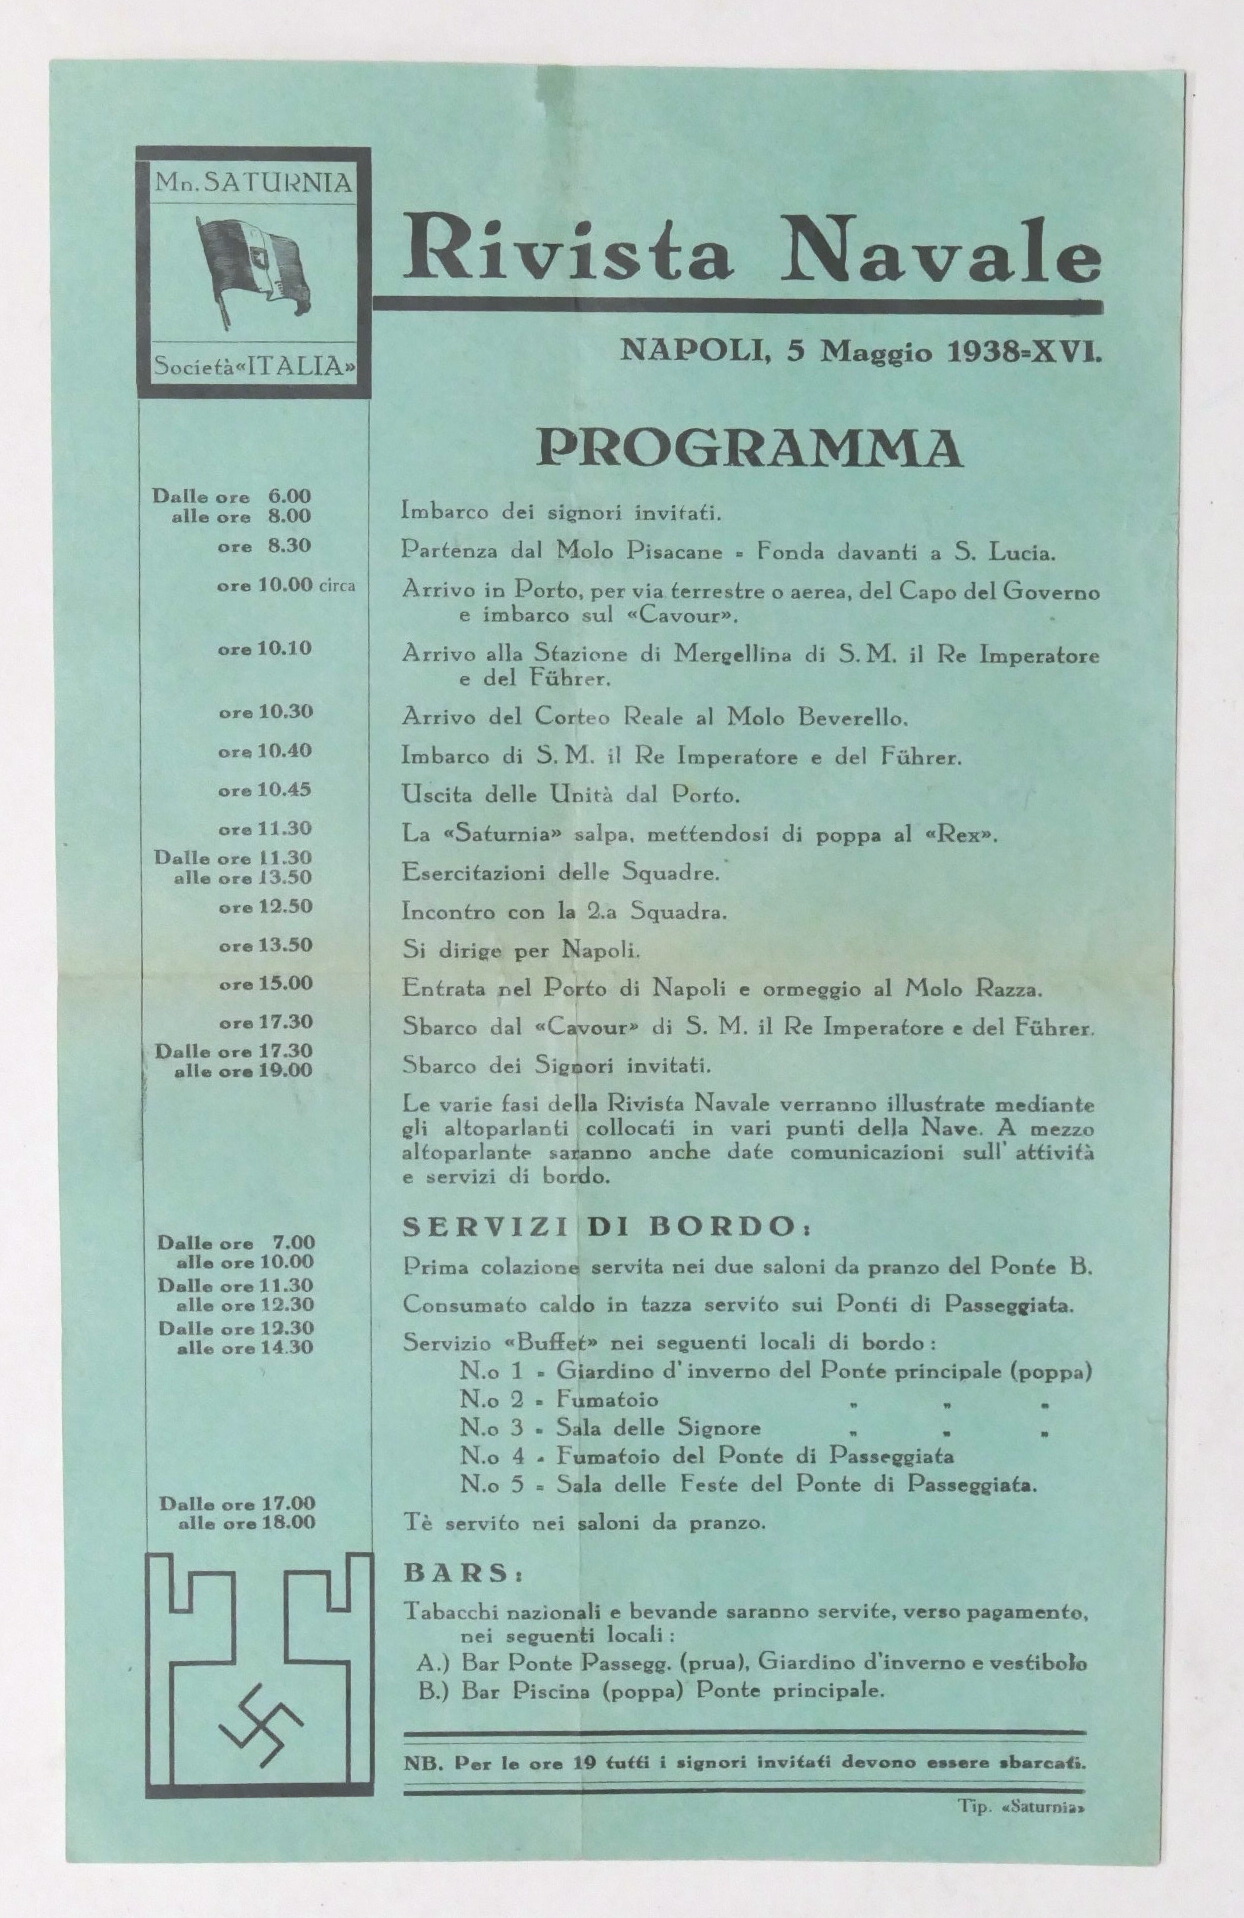 Mn. SATURNIA
Società «ITALIA»
Rivista Navale
NAPOLI, 5 Maggio 1938=XVI.
PROGRAMMA
Dalle ore 6.00
alle ore 8.00
Imbarco dei signori invitati.
ore 8.30
Partenza dal Molo Pisacane = Fonda davanti a S. Lucia.
ore 10.00 circa
Arrivo in Porto, per via terrestre o aerea, del Capo del Governo
e imbarco sul «Cavour».
ore 10.10
Arrivo alla Stazione di Mergellina di S. M. il Re Imperatore
e del Führer.
ore 10.30
Arrivo del Corteo Reale al Molo Beverello.
ore 10.40
Imbarco di S. M. il Re Imperatore e del Führer.
ore 10.45
Uscita delle Unità dal Porto.
ore 11.30
La «Saturnia» salpa, mettendosi di poppa al «Rex».
Dalle ore 11.30
alle ore 13.50
Esercitazioni delle Squadre.
ore 12.50
Incontro con la 2.a Squadra.
ore 13.50
Si dirige per Napoli.
ore 15.00
Entrata nel Porto di Napoli e ormeggio al Molo Razza.
ore 17.30
Sbarco dal «Cavour» di S. M. il Re Imperatore e del Führer.
Dalle ore 17.30
alle ore 19.00
Sbarco dei Signori invitati.
Le varie fasi della Rivista Navale verranno illustrate mediante
gli altoparlanti collocati in vari punti della Nave. A mezzo
altoparlante saranno anche date comunicazioni sull' attività
e servizi di bordo.
SERVIZI DI BORDO:
Dalle ore 7.00
alle ore 10.00
Prima colazione servita nei due saloni da pranzo del Ponte B.
Dalle ore 11.30
alle ore 12.30
Consumato caldo in tazza servito sui Ponti di Passeggiata.
Dalle ore 12.30
alle ore 14.30
Servizio «Buffet» nei seguenti locali di bordo :
N.o 1 = Giardino d' inverno del Ponte principale (poppa)
N.o 2 = Fumatoio " " "
N.o 3 = Sala delle Signore " " "
N.o 4 - Fumatoio del Ponte di Passeggiata
N.o 5 = Sala delle Feste del Ponte di Passeggiata.
Dalle ore 17.00
alle ore 18.00
Tè servito nei saloni da pranzo.
BARS:
Tabacchi nazionali e bevande saranno servite, verso pagamento,
nei seguenti locali :
A.) Bar Ponte Passegg. (prua), Giardino d'inverno e vestibolo
B.) Bar Piscina (poppa) Ponte principale.
NB. Per le ore 19 tutti i signori invitati devono essere sbarcati.
Tip. «Saturnia»